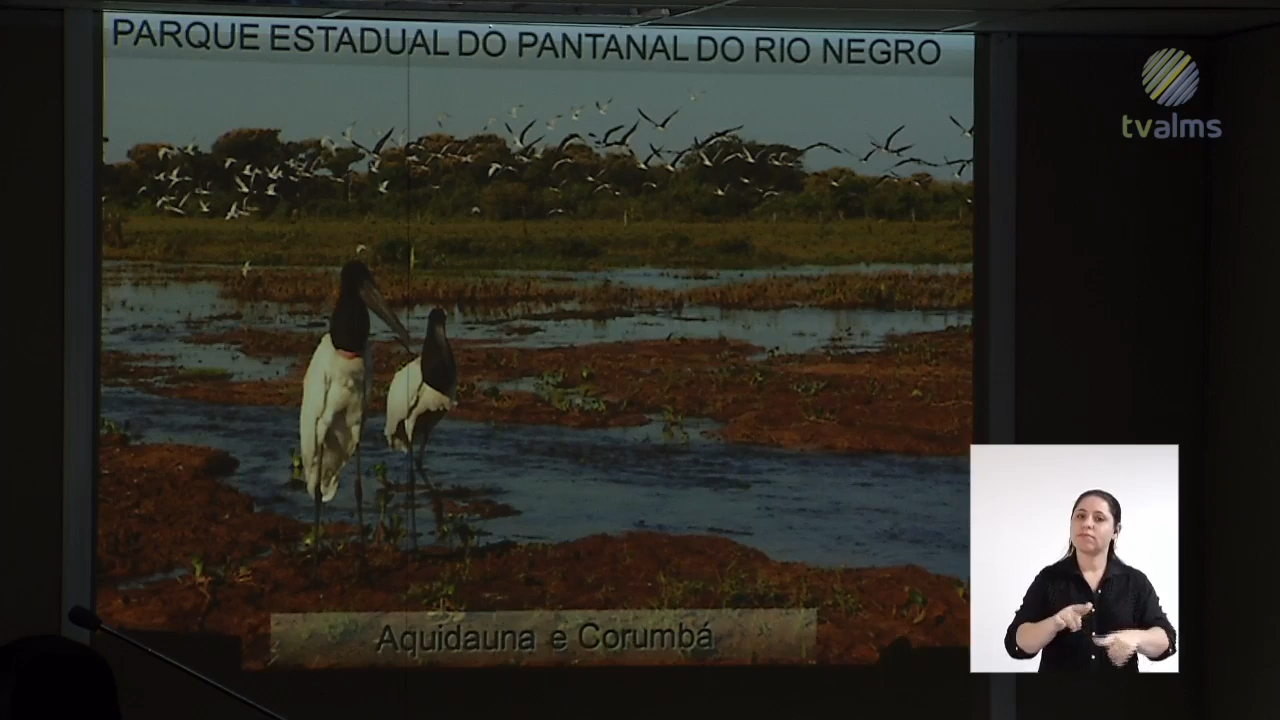 PARQUE ESTADUAL DO PANTANAL DO RIO NEGRO
tvalms
Aquidauna e Corumbá